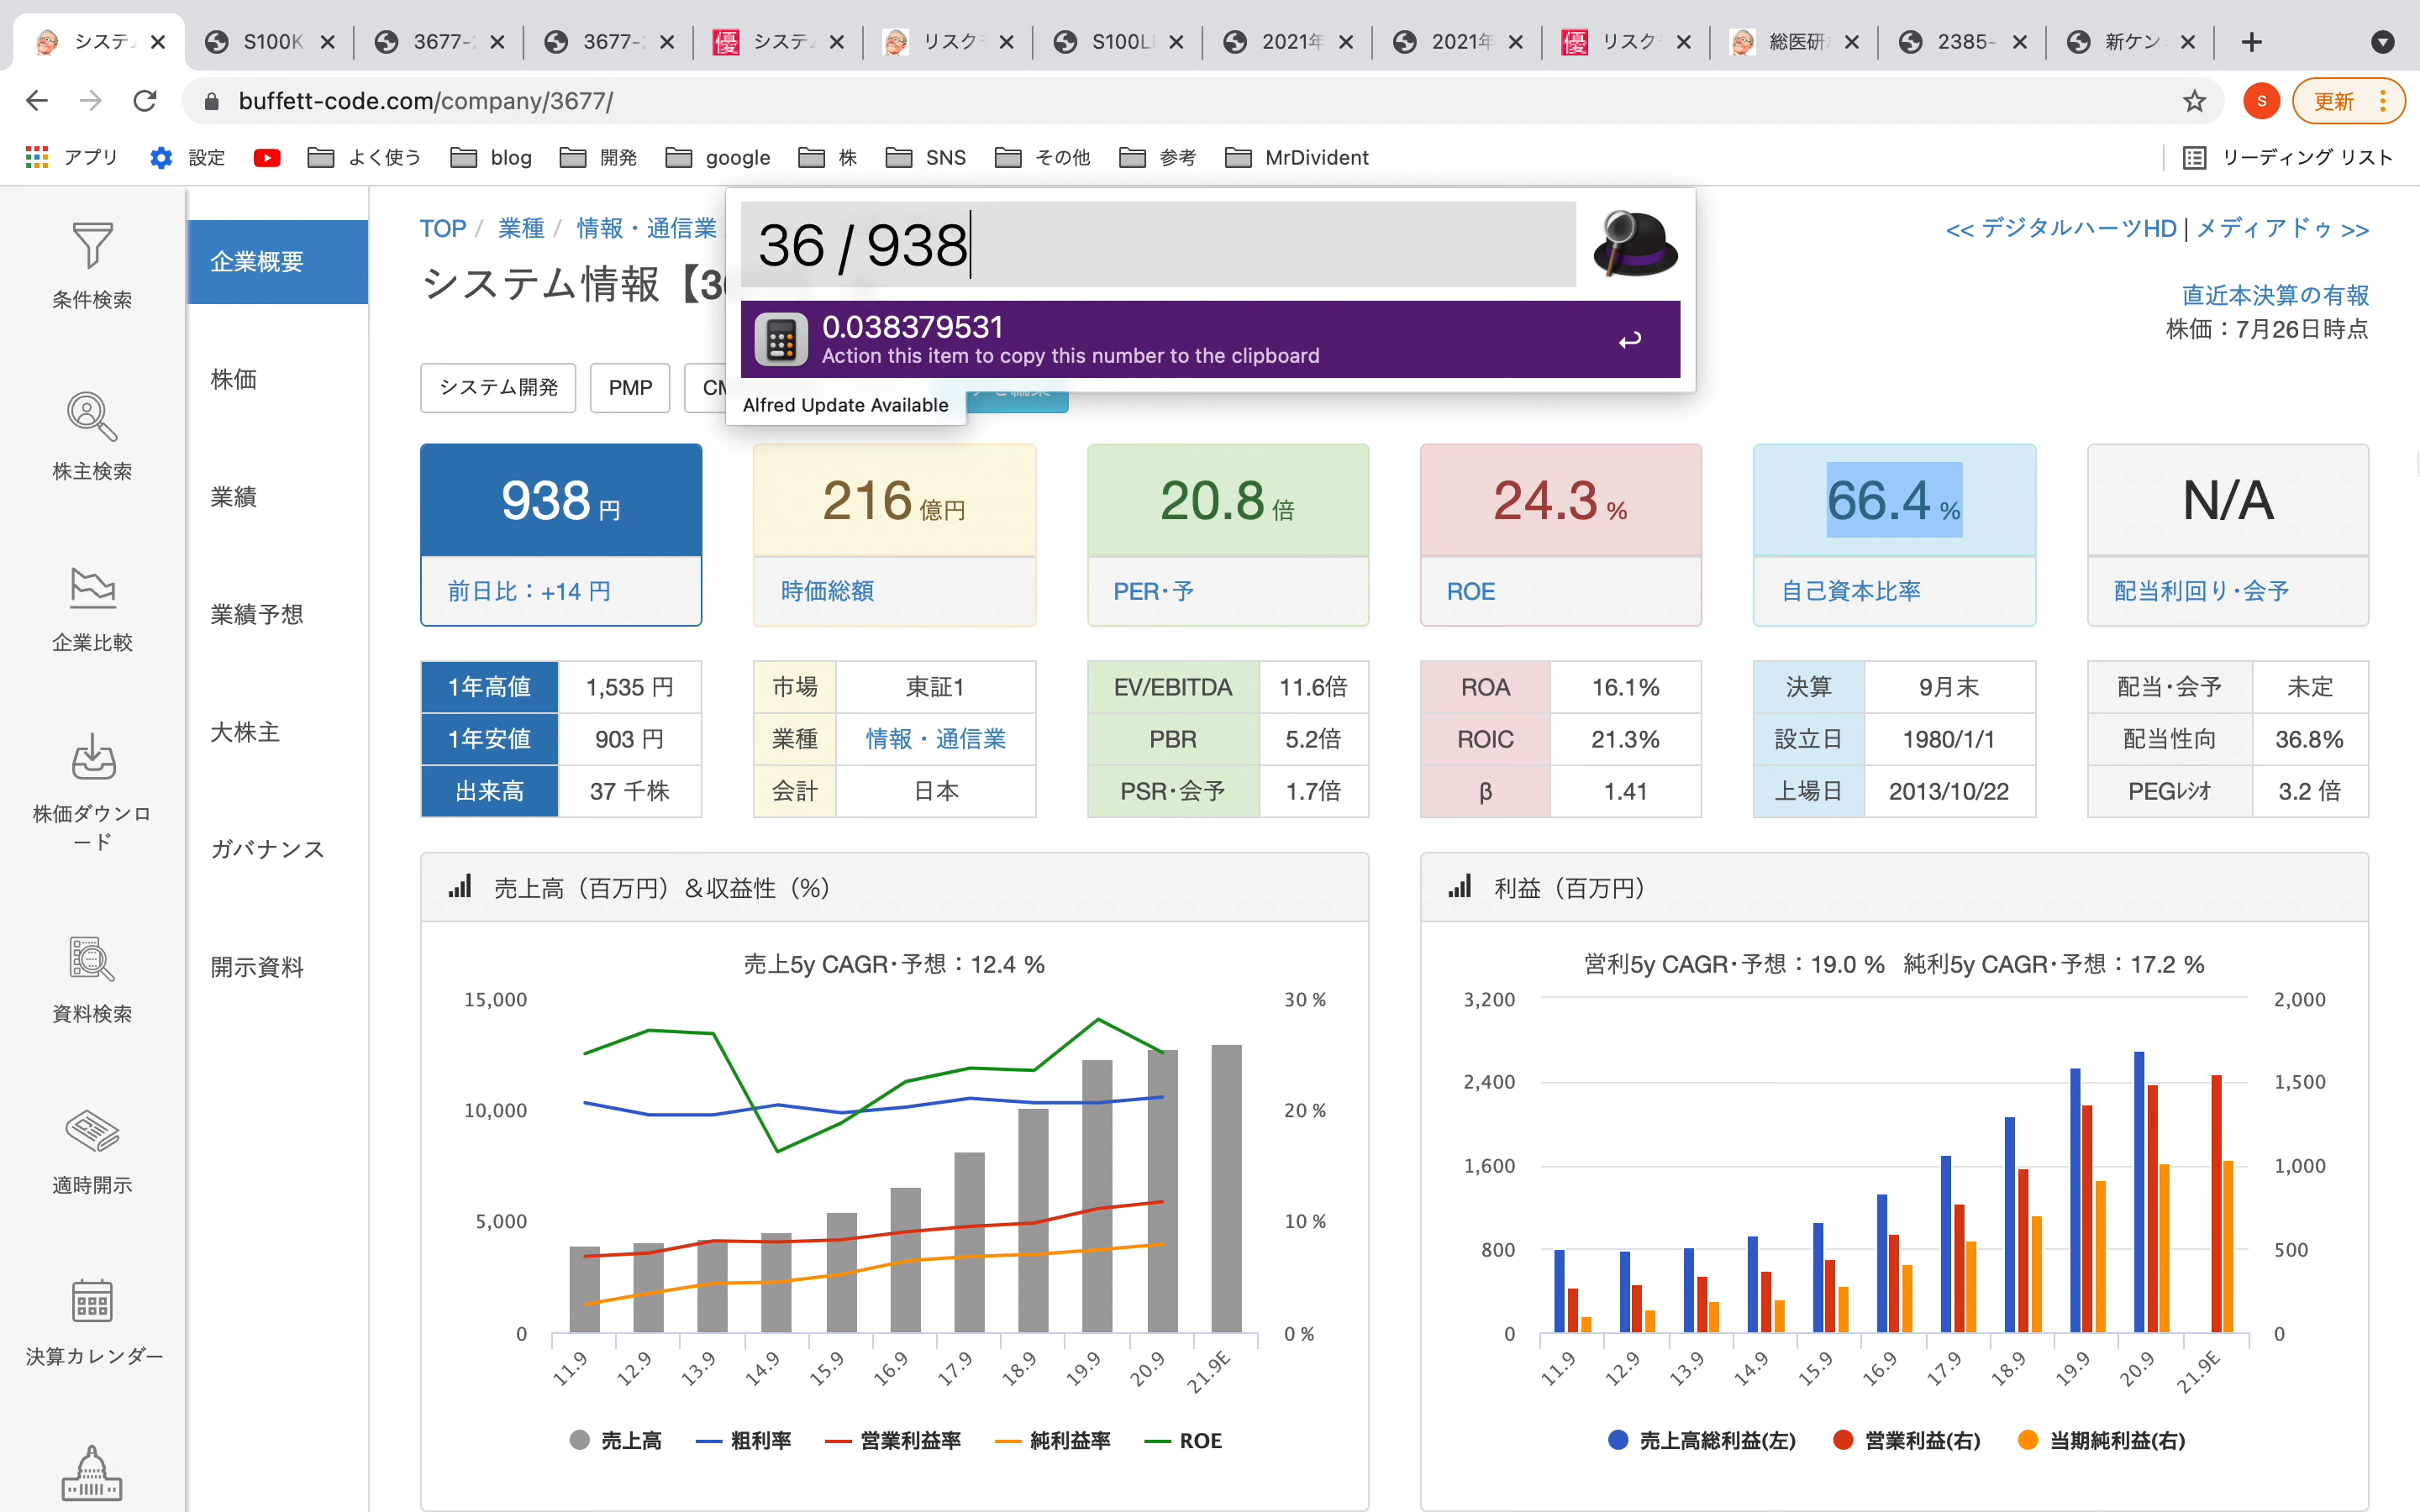 システ
S100K
3677-
3677-
優
システ
リスク
S100L
2021年
2021年
優
リスク
総医研
2385-
新ケン
buffett-code.com/company/3677/
S
更新
アプリ
設定
よく使う
blog
開発
google
株
SNS
その他
参考
MrDivident
リーディング リスト
条件検索
株主検索
企業比較
株価ダウンロ
ード
資料検索
適時開示
決算カレンダー
企業概要
株価
業績
業績予想
大株主
ガバナンス
開示資料
TOP / 業種 / 情報・通信業
<< デジタルハーツHD | メディアドゥ >>
36 / 938
0.038379531
Action this item to copy this number to the clipboard
Alfred Update Available
システム情報【3
直近本決算の有報
株価：7月26日時点
システム開発
PMP
938 円
前日比：+14 円
216 億円
時価総額
20.8 倍
PER・予
24.3 %
ROE
66.4 %
自己資本比率
N/A
配当利回り・会予
1年高値 1,535 円
1年安値 903 円
出来高 37 千株
市場 東証1
業種 情報・通信業
会計 日本
EV/EBITDA 11.6倍
PBR 5.2倍
PSR・会予 1.7倍
ROA 16.1%
ROIC 21.3%
β 1.41
決算 9月末
設立日 1980/1/1
上場日 2013/10/22
配当・会予 未定
配当性向 36.8%
PEGレシオ 3.2 倍
売上高（百万円）＆収益性（%）
売上5y CAGR・予想：12.4 %
15,000
10,000
5,000
0
30 %
20 %
10 %
0 %
11.9
12.9
13.9
14.9
15.9
16.9
17.9
18.9
19.9
20.9
21.9E
売上高
粗利率
営業利益率
純利益率
ROE
利益（百万円）
営利5y CAGR・予想：19.0 % 純利5y CAGR・予想：17.2 %
3,200
2,400
1,600
800
0
2,000
1,500
1,000
500
0
11.9
12.9
13.9
14.9
15.9
16.9
17.9
18.9
19.9
20.9
21.9E
売上高総利益(左)
営業利益(右)
当期純利益(右)